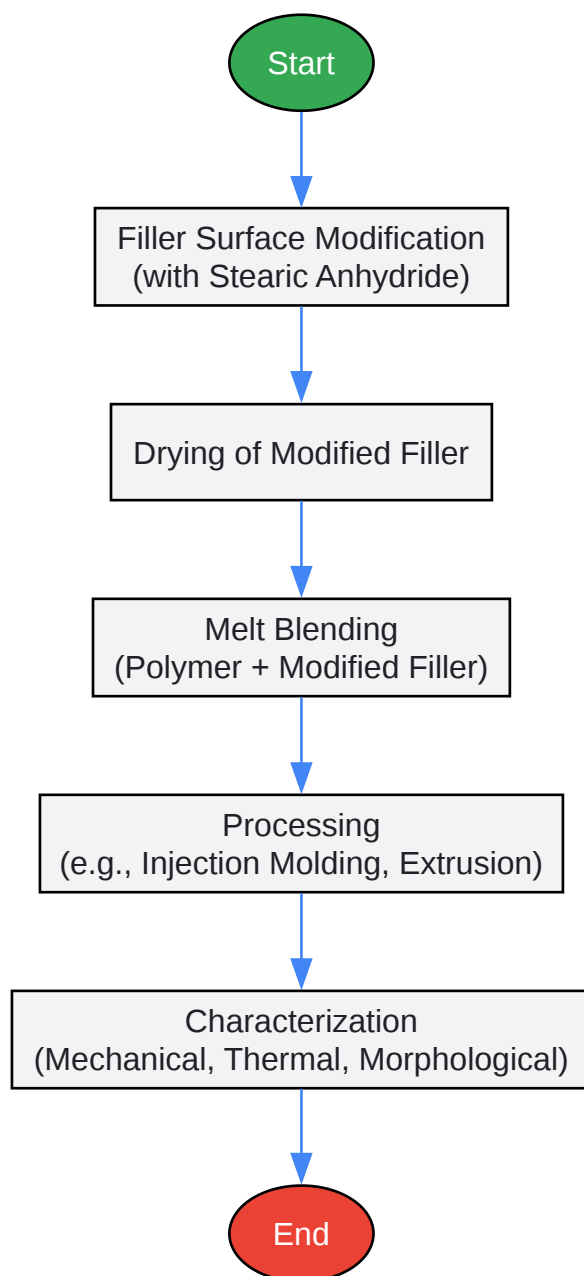 Start
Filler Surface Modification
(with Stearic Anhydride)
Drying of Modified Filler
Melt Blending
(Polymer + Modified Filler)
Processing
(e.g., Injection Molding, Extrusion)
Characterization
(Mechanical, Thermal, Morphological)
End